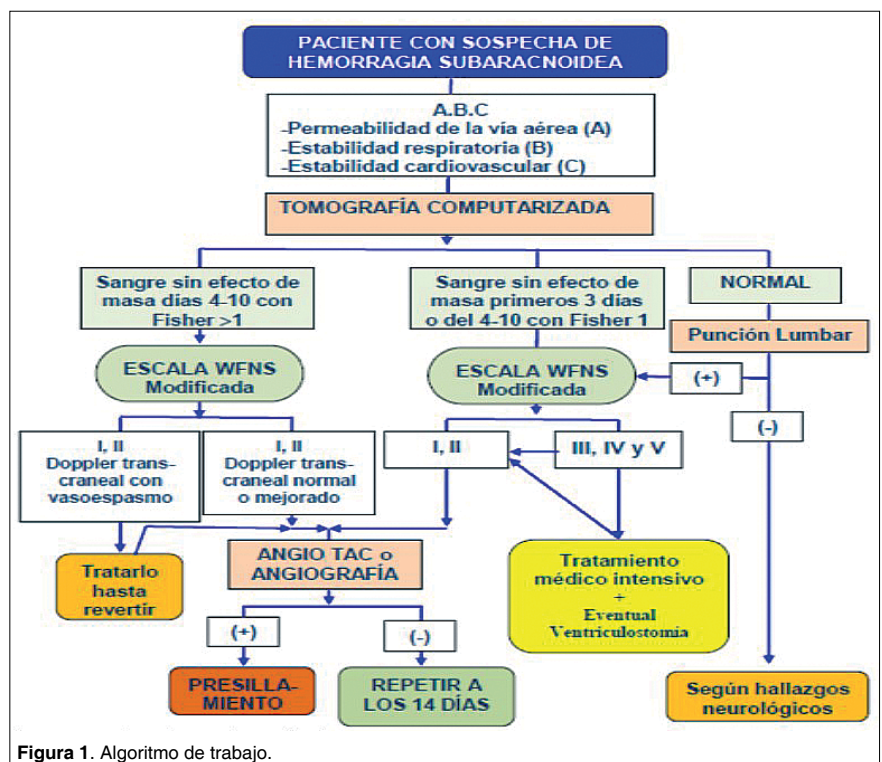 PACIENTE CON SOSPECHA DE
HEMORRAGIA SUBARACNOIDEA
A.B.C
-Permeabilidad de la vía aérea (A)
-Estabilidad respiratoria (B)
-Estabilidad cardiovascular (C)
TOMOGRAFÍA COMPUTARIZADA
Sangre sin efecto de
masa días 4-10 con
Fisher >1
Sangre sin efecto de
masa primeros 3 días
o del 4-10 con Fisher 1
NORMAL
Punción Lumbar
ESCALA WFNS
Modificada
ESCALA WFNS
Modificada
(+)
(-)
I, II
Doppler trans-
craneal con
vasoespasmo
I, II
Doppler trans-
craneal normal
o mejorado
I, II
III, IV y V
Tratarlo
hasta
revertir
ANGIO TAC o
ANGIOGRAFÍA
Tratamiento
médico intensivo
+
Eventual
Ventriculostomía
(+)
(-)
PRESILLA-
MIENTO
REPETIR A
LOS 14 DÍAS
Según hallazgos
neurológicos
Figura 1. Algoritmo de trabajo.